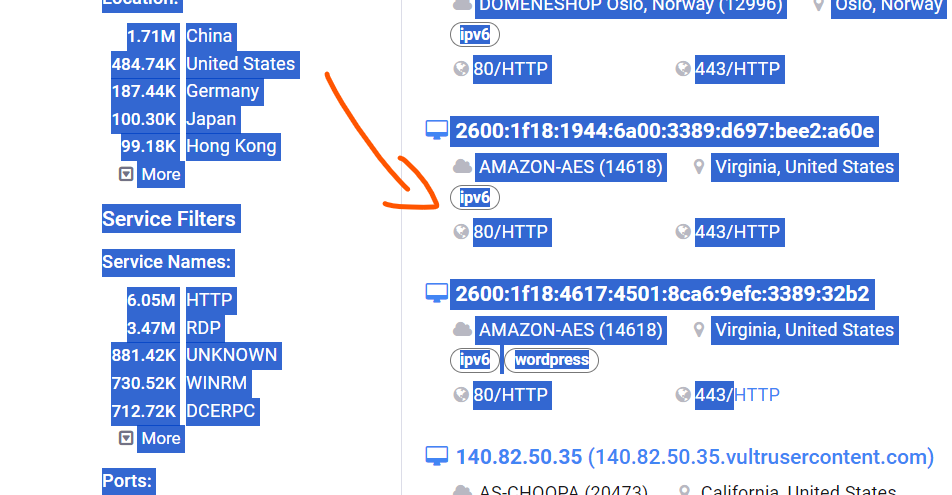 Location:
1.71M China
484.74K United States
187.44K Germany
100.30K Japan
99.18K Hong Kong
More
Service Filters
Service Names:
6.05M HTTP
3.47M RDP
881.42K UNKNOWN
730.52K WINRM
712.72K DCERPC
More
Ports:
DOMENESHOP Oslo, Norway (12996) Oslo, Norway
ipv6
80/HTTP 443/HTTP
2600:1f18:1944:6a00:3389:d697:bee2:a60e
AMAZON-AES (14618) Virginia, United States
ipv6
80/HTTP 443/HTTP
2600:1f18:4617:4501:8ca6:9efc:3389:32b2
AMAZON-AES (14618) Virginia, United States
ipv6 wordpress
80/HTTP 443/HTTP
140.82.50.35 (140.82.50.35.vultrusercontent.com)
AS-CHOOPA (20473) California, United States